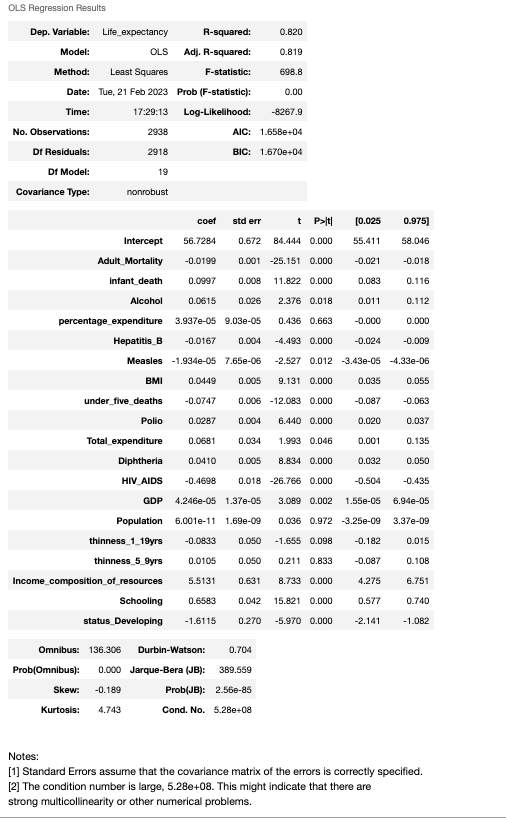 OLS Regression Results
Dep. Variable: Life_expectancy R-squared: 0.820
Model: OLS Adj. R-squared: 0.819
Method: Least Squares F-statistic: 698.8
Date: Tue, 21 Feb 2023 Prob (F-statistic): 0.00
Time: 17:29:13 Log-Likelihood: -8267.9
No. Observations: 2938 AIC: 1.658e+04
Df Residuals: 2918 BIC: 1.670e+04
Df Model: 19
Covariance Type: nonrobust
coef std err t P>|t| [0.025 0.975]
Intercept 56.7284 0.672 84.444 0.000 55.411 58.046
Adult_Mortality -0.0199 0.001 -25.151 0.000 -0.021 -0.018
infant_death 0.0997 0.008 11.822 0.000 0.083 0.116
Alcohol 0.0615 0.026 2.376 0.018 0.011 0.112
percentage_expenditure 3.937e-05 9.03e-05 0.436 0.663 -0.000 0.000
Hepatitis_B -0.0167 0.004 -4.493 0.000 -0.024 -0.009
Measles -1.934e-05 7.65e-06 -2.527 0.012 -3.43e-05 -4.33e-06
BMI 0.0449 0.005 9.131 0.000 0.035 0.055
under_five_deaths -0.0747 0.006 -12.083 0.000 -0.087 -0.063
Polio 0.0287 0.004 6.440 0.000 0.020 0.037
Total_expenditure 0.0681 0.034 1.993 0.046 0.001 0.135
Diphtheria 0.0410 0.005 8.834 0.000 0.032 0.050
HIV_AIDS -0.4698 0.018 -26.766 0.000 -0.504 -0.435
GDP 4.246e-05 1.37e-05 3.089 0.002 1.55e-05 6.94e-05
Population 6.001e-11 1.69e-09 0.036 0.972 -3.25e-09 3.37e-09
thinness_1_19yrs -0.0833 0.050 -1.655 0.098 -0.182 0.015
thinness_5_9yrs 0.0105 0.050 0.211 0.833 -0.087 0.108
Income_composition_of_resources 5.5131 0.631 8.733 0.000 4.275 6.751
Schooling 0.6583 0.042 15.821 0.000 0.577 0.740
status_Developing -1.6115 0.270 -5.970 0.000 -2.141 -1.082
Omnibus: 136.306 Durbin-Watson: 0.704
Prob(Omnibus): 0.000 Jarque-Bera (JB): 389.559
Skew: -0.189 Prob(JB): 2.56e-85
Kurtosis: 4.743 Cond. No. 5.28e+08
Notes:
[1] Standard Errors assume that the covariance matrix of the errors is correctly specified.
[2] The condition number is large, 5.28e+08. This might indicate that there are
strong multicollinearity or other numerical problems.